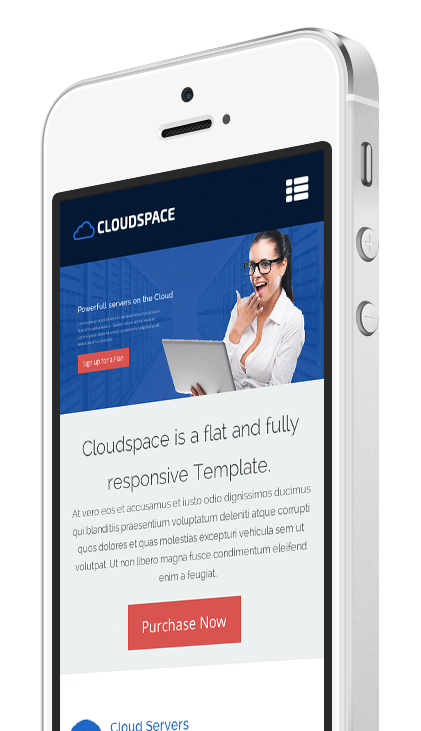 CLOUDSPACE
Powerfull servers on the Cloud
Sign up for a Plan
Cloudspace is a flat and fully
responsive Template.
At vero eos et accusamus et iusto odio dignissimos ducimus
qui blanditiis praesentium voluptatum deleniti atque corrupti
quos dolores et quas molestias excepturi vehicula sem ut
volutpat. Ut non libero magna fusce condimentum eleifend
enim a feugiat.
Purchase Now
Cloud Servers